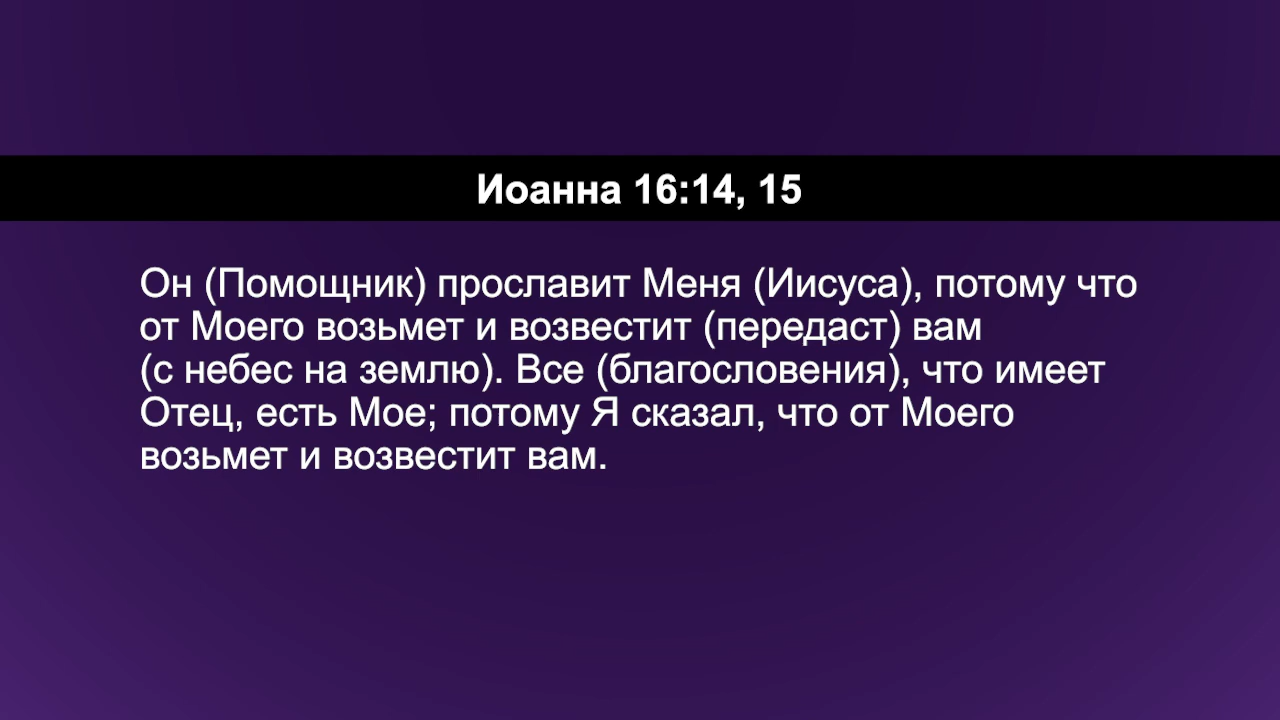 Иоанна 16:14, 15
Он (Помощник) прославит Меня (Иисуса), потому что
от Моего возьмет и возвестит (передаст) вам
(с небес на землю). Все (благословения), что имеет
Отец, есть Мое; потому Я сказал, что от Моего
возьмет и возвестит вам.